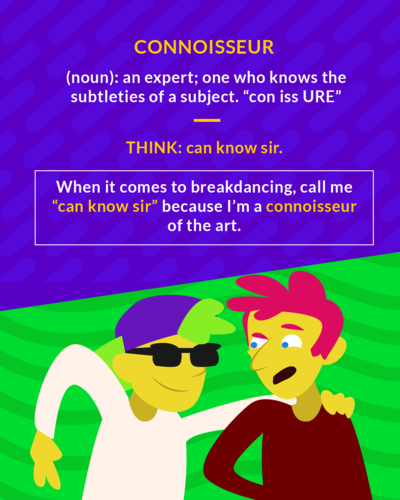 CONNOISSEUR
(noun): an expert; one who knows the
subtleties of a subject. “con iss URE”
THINK: can know sir.
When it comes to breakdancing, call me
“can know sir” because I’m a connoisseur
of the art.